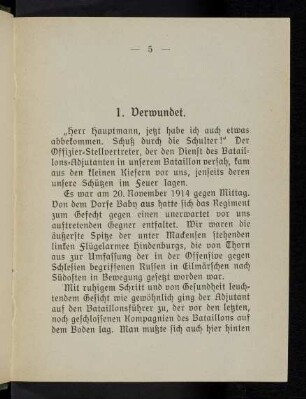 — 5 —
1. Verwundet.
„Herr Hauptmann, jetzt habe ich auch etwas
abbekommen. Schuß durch die Schulter!" Der
Offizier-Stellvertreter, der den Dienst des Batail-
lons-Adjutanten in unserem Bataillon versah, kam
aus den kleinen Kiefern vor uns, jenseits deren
unsere Schützen im Feuer lagen.
Es war am 20. November 1914 gegen Mittag.
Von dem Dorfe Baby aus hatte sich das Regiment
zum Gefecht gegen einen unerwartet vor uns
auftretenden Gegner entfaltet. Wir waren die
äußerste Spitze der unter Mackensen stehenden
linken Flügelarmee Hindenburgs, die von Thorn
aus zur Umfassung der in der Offensive gegen
Schlesien begriffenen Russen in Eilmärschen nach
Südosten in Bewegung gesetzt worden war.
Mit ruhigem Schritt und von Gesundheit leuch-
tendem Gesicht wie gewöhnlich ging der Adjutant
auf den Bataillonsführer zu, der vor den letzten,
noch geschlossenen Kompagnien des Bataillons auf
dem Boden lag. Man mußte sich auch hier hinten